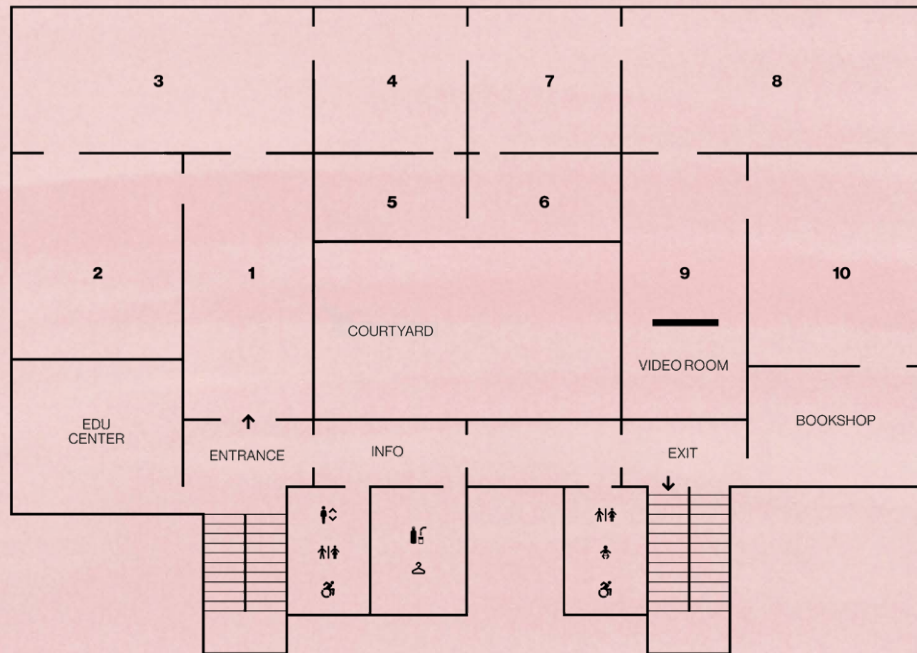 3
4
7
8
5
6
2
1
9
10
COURTYARD
VIDEO ROOM
EDU
CENTER
BOOKSHOP
ENTRANCE
INFO
EXIT